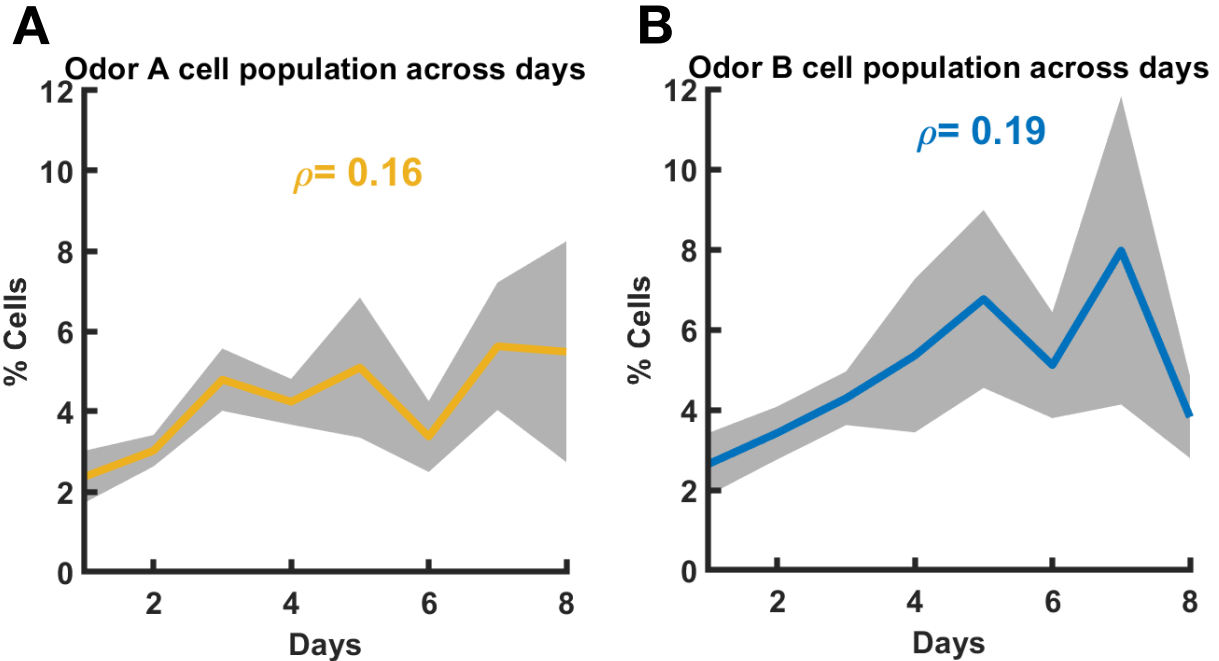 A
Odor A cell population across days
ρ= 0.16
% Cells
12
10
8
6
4
2
0
2 4 6 8
Days
B
Odor B cell population across days
ρ= 0.19
% Cells
12
10
8
6
4
2
0
2 4 6 8
Days